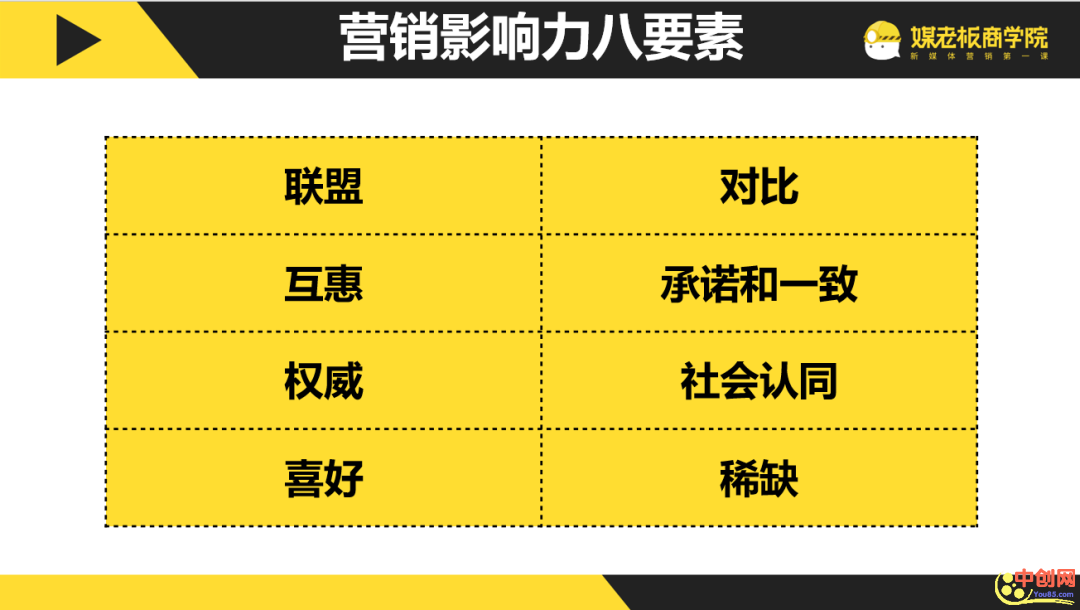 营销影响力八要素
媒老板商学院
新媒体营销第一课
联盟
对比
互惠
承诺和一致
权威
社会认同
喜好
稀缺
中创网
You85.com